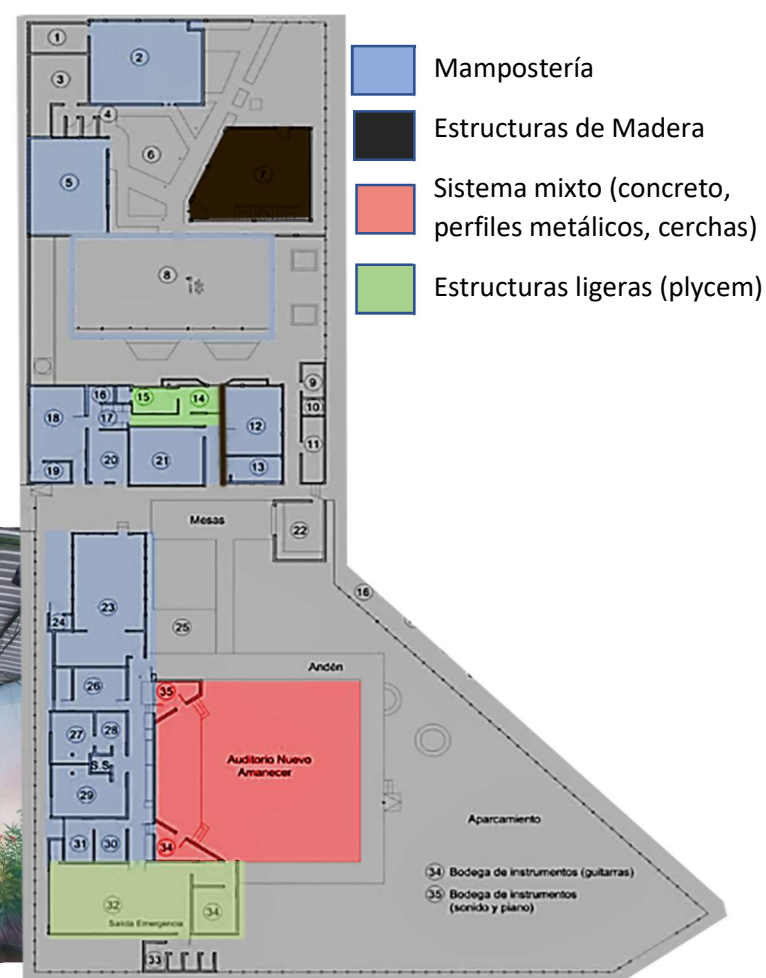 Mampostería
Estructuras de Madera
Sistema mixto (concreto,
perfiles metálicos, cerchas)
Estructuras ligeras (plycem)
1
2
3
4
5
6
7
8
9
10
11
12
13
14
15
16
17
18
19
20
21
Mesas
22
16
23
24
25
Andén
26
35
27
28
S.S
29
Auditorio Nuevo
Amanecer
Aparcamiento
31
30
34
34 Bodega de instrumentos (guitarras)
35 Bodega de instrumentos
(sonido y piano)
32
34
Salida Emergencia
33